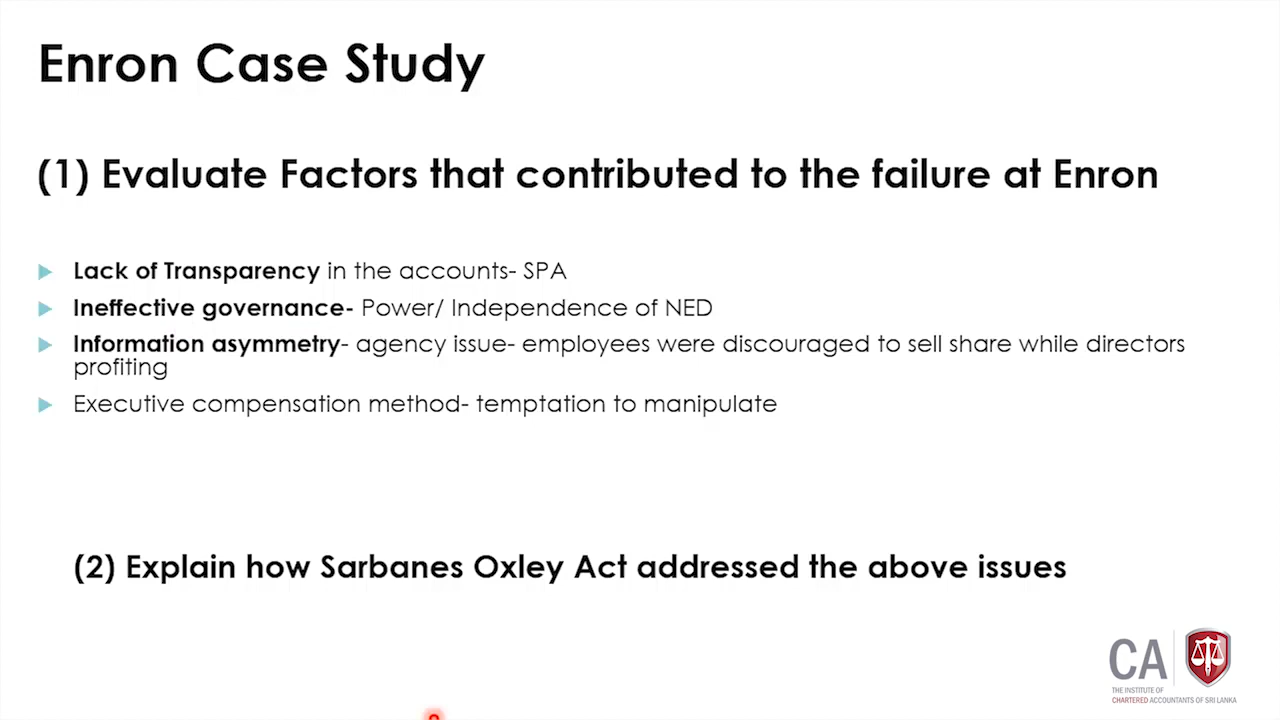 Enron Case Study
(1) Evaluate Factors that contributed to the failure at Enron
Lack of Transparency in the accounts- SPA
Ineffective governance- Power/ Independence of NED
Information asymmetry- agency issue- employees were discouraged to sell share while directors
profiting
Executive compensation method- temptation to manipulate
(2) Explain how Sarbanes Oxley Act addressed the above issues
CA
THE INSTITUTE OF
CHARTERED ACCOUNTANTS OF SRI LANKA